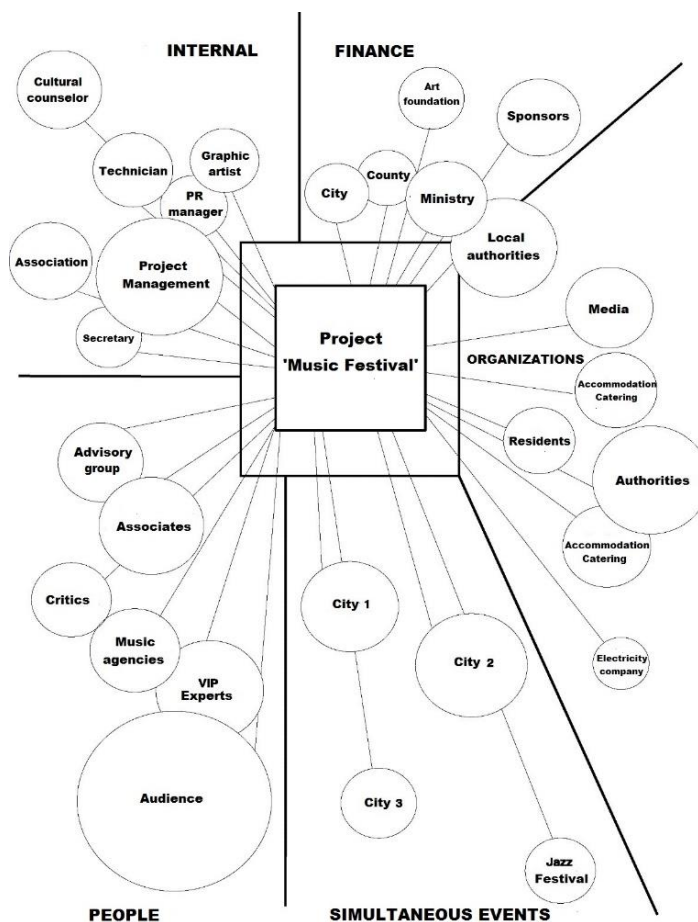 INTERNAL
FINANCE
Cultural
counselor
Art
foundation
Sponsors
Technician
Graphic
artist
PR
manager
City
County
Ministry
Local
authorities
Association
Project
Management
Secretary
Project
'Music Festival'
Media
ORGANIZATIONS
Accommodation
Catering
Residents
Authorities
Accommodation
Catering
Electricity
company
Advisory
group
Associates
Critics
Music
agencies
VIP
Experts
Audience
City 1
City 2
City 3
Jazz
Festival
PEOPLE
SIMULTANEOUS EVENTS